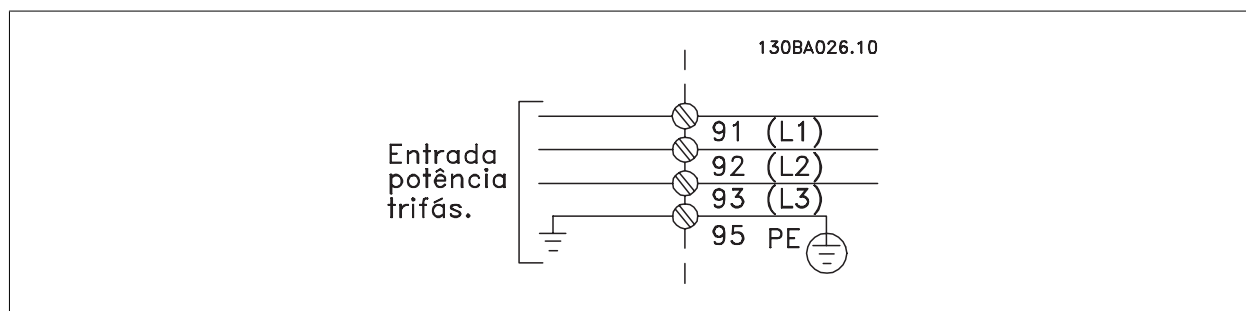 130BA026.10
91 (L1)
92 (L2)
93 (L3)
95 PE
Entrada
potência
trifás.